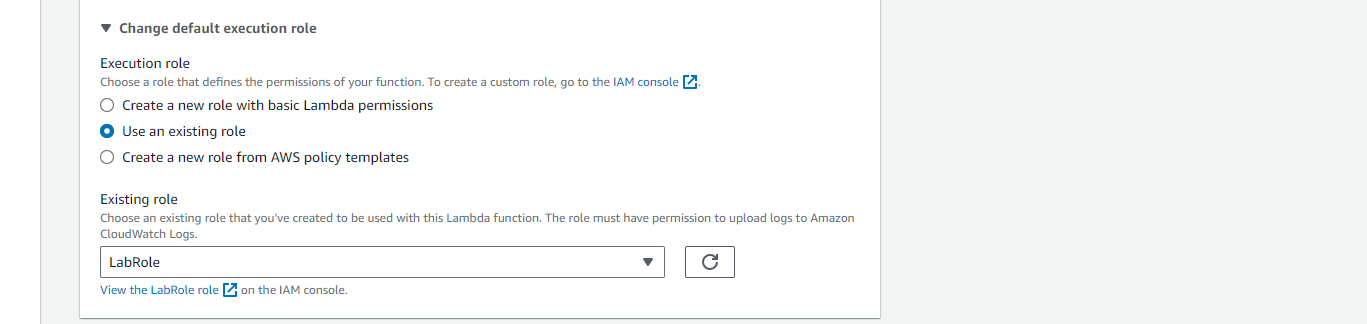 Change default execution role
Execution role
Choose a role that defines the permissions of your function. To create a custom role, go to the IAM console.
Create a new role with basic Lambda permissions
Use an existing role
Create a new role from AWS policy templates
Existing role
Choose an existing role that you've created to be used with this Lambda function. The role must have permission to upload logs to Amazon
CloudWatch Logs.
LabRole
View the LabRole role on the IAM console.